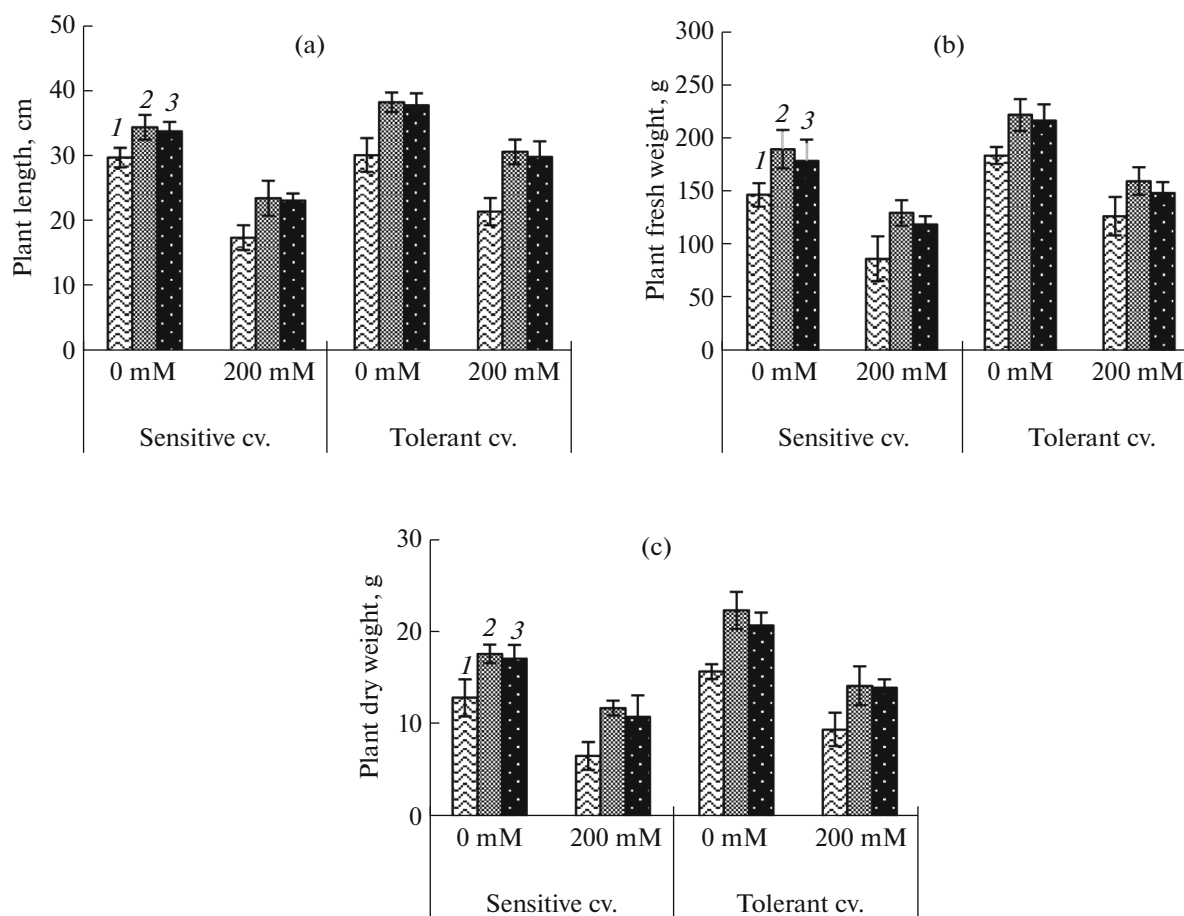 (a)
Plant length, cm
50
40
30
20
10
0
1
2
3
0 mM
200 mM
0 mM
200 mM
Sensitive cv.
Tolerant cv.
(b)
Plant fresh weight, g
300
250
200
150
100
50
0
1
2
3
0 mM
200 mM
0 mM
200 mM
Sensitive cv.
Tolerant cv.
(c)
Plant dry weight, g
30
20
10
0
1
2
3
0 mM
200 mM
0 mM
200 mM
Sensitive cv.
Tolerant cv.